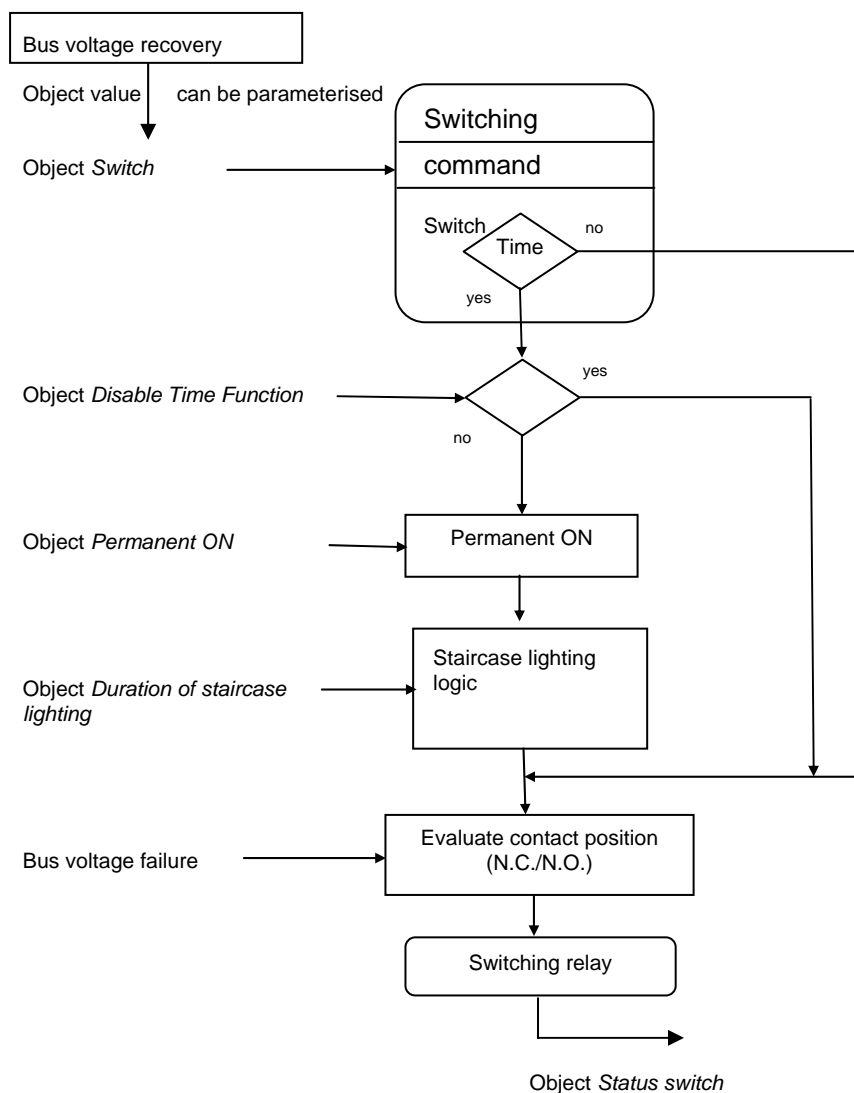 Bus voltage recovery
Object value can be parameterised
Switching
command
Object Switch
Switch
Time
no
yes
Object Disable Time Function
yes
no
Object Permanent ON
Permanent ON
Staircase lighting
logic
Object Duration of staircase
lighting
Evaluate contact position
(N.C./N.O.)
Bus voltage failure
Switching relay
Object Status switch